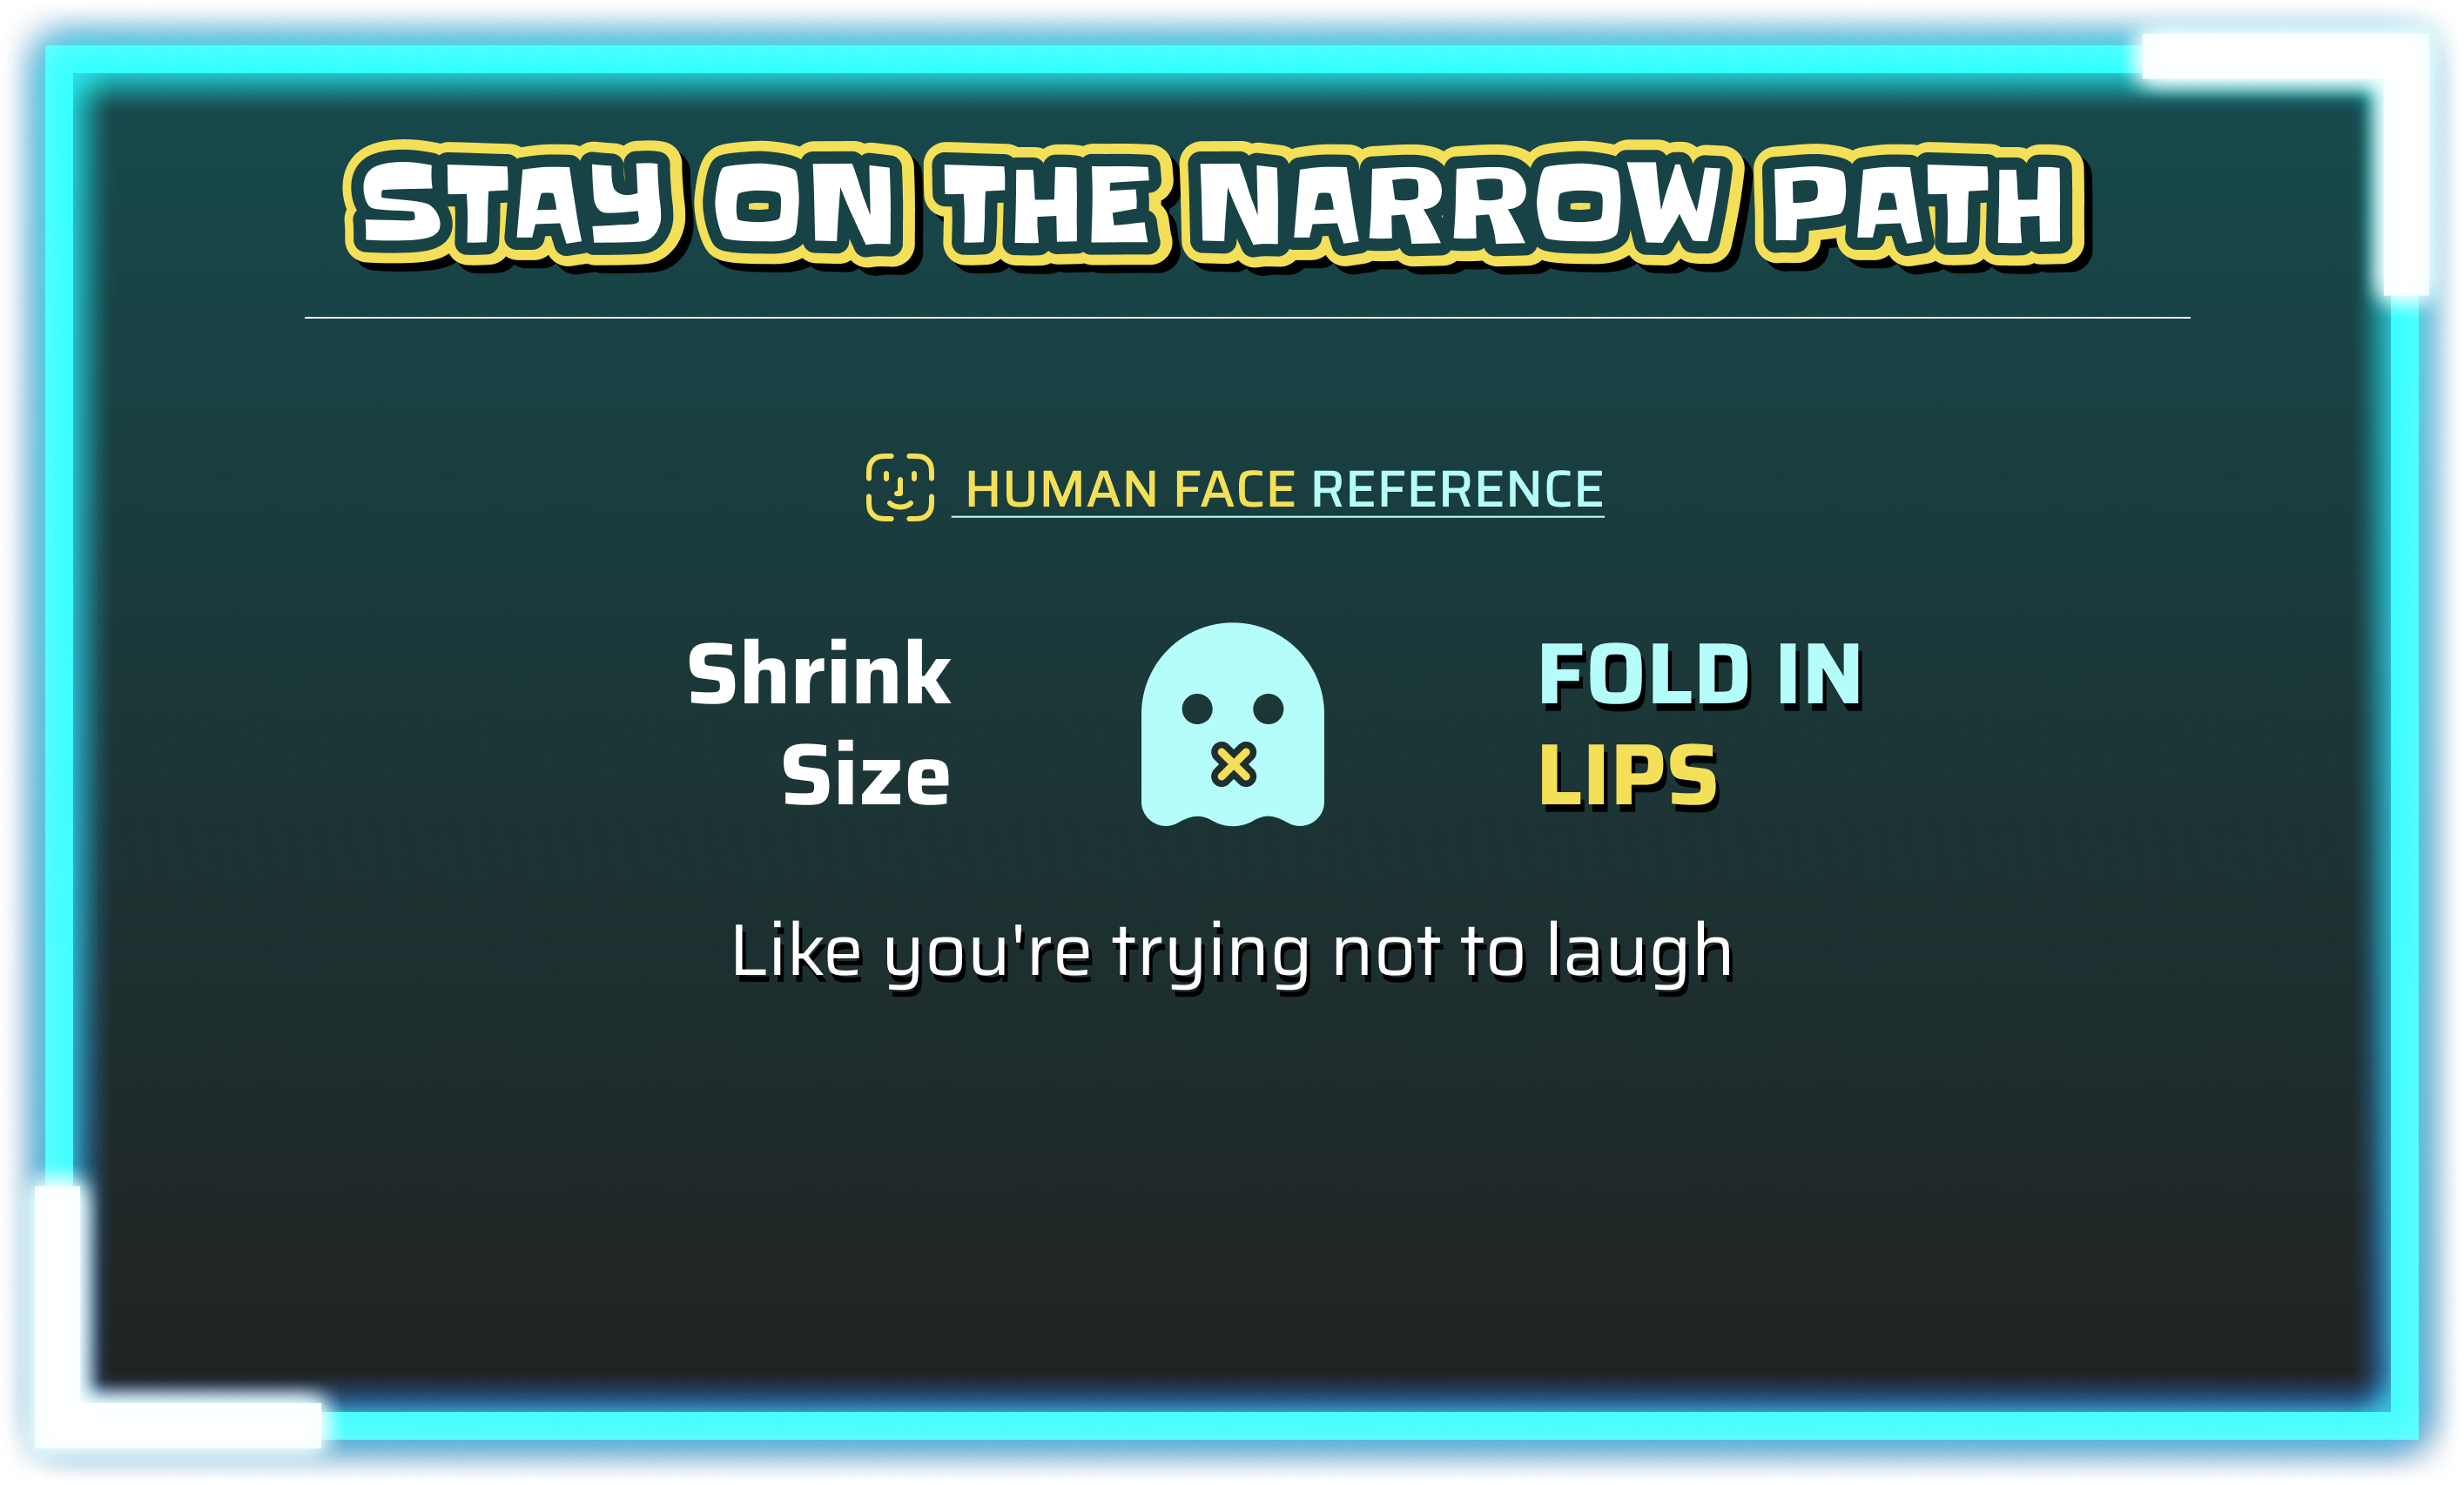 STAY ON THE NARROW PATH
HUMAN FACE REFERENCE
Shrink
Size
FOLD IN
LIPS
Like you're trying not to laugh